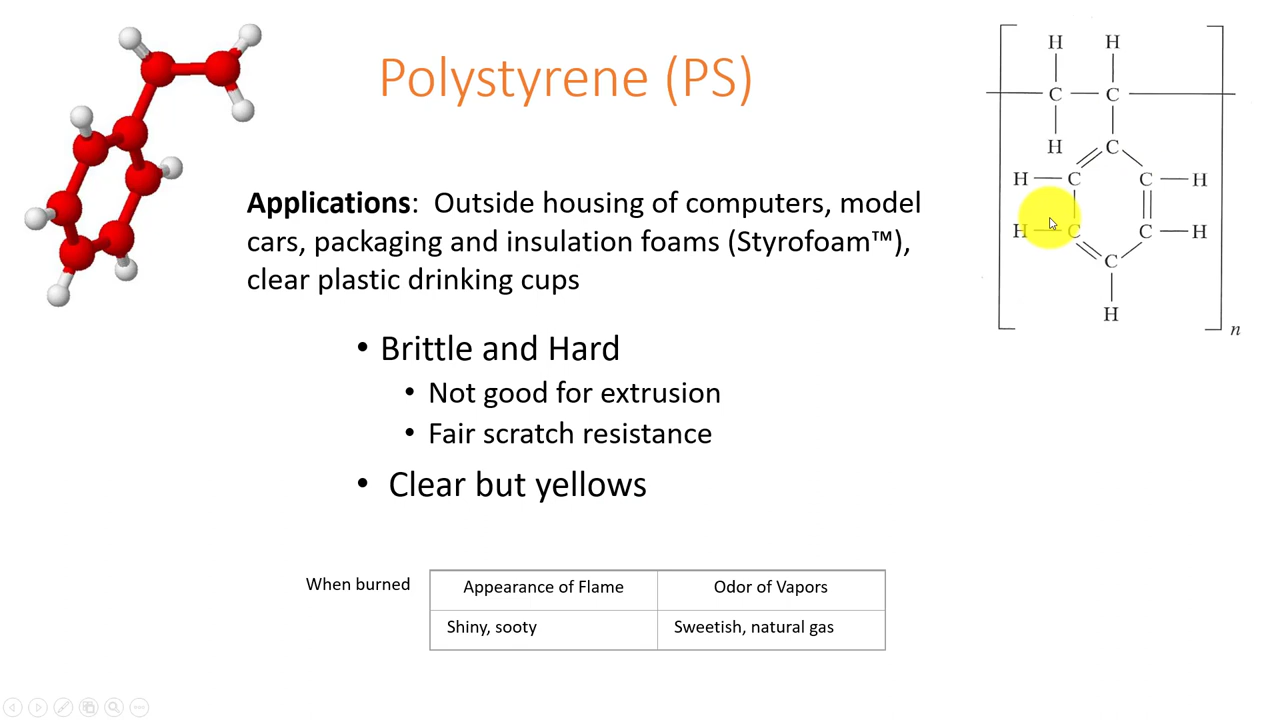 Polystyrene (PS)
Applications:  Outside housing of computers, model
cars, packaging and insulation foams (Styrofoam™),
clear plastic drinking cups
• Brittle and Hard
• Not good for extrusion
• Fair scratch resistance
• Clear but yellows
When burned
Appearance of Flame Odor of Vapors
Shiny, sooty Sweetish, natural gas
H H
C C
H C
H C C H
H C C H
C
H
n